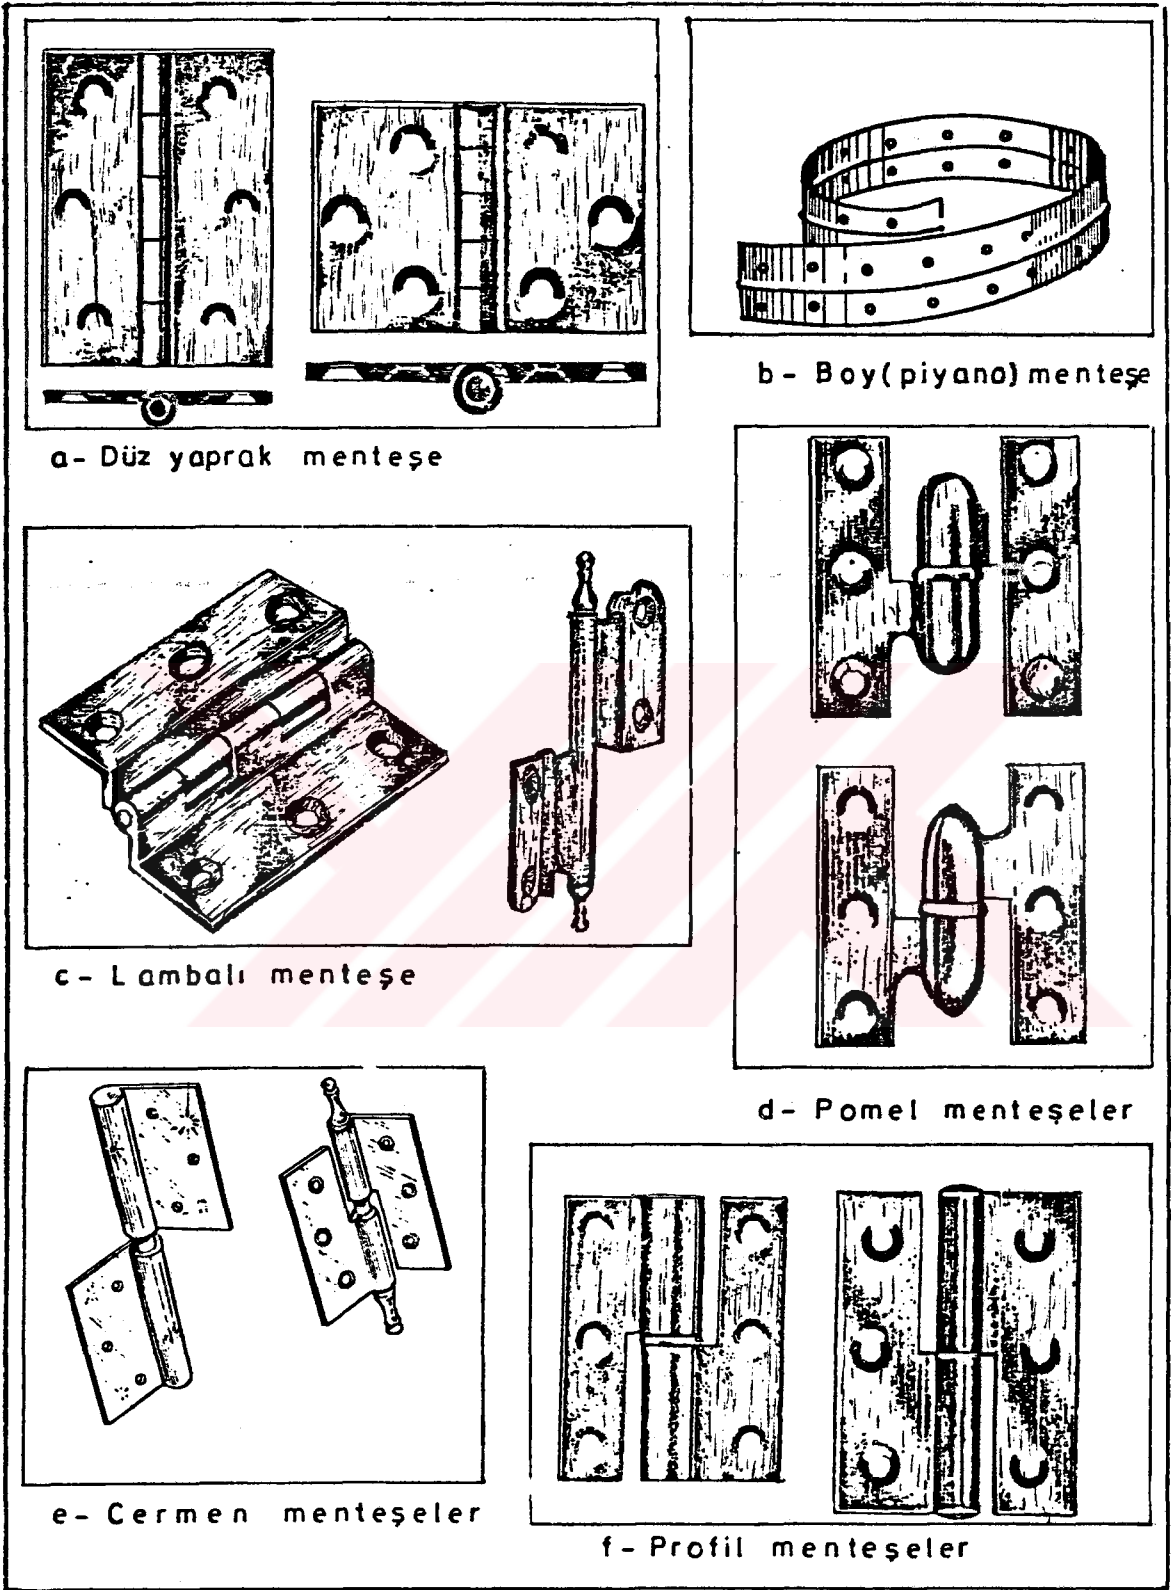 a- Düz yaprak menteşe
b- Boy(piyano) menteşe
c- Lambalı menteşe
d- Pomel menteşeler
e- Cermen menteşeler
f- Profil menteşeler